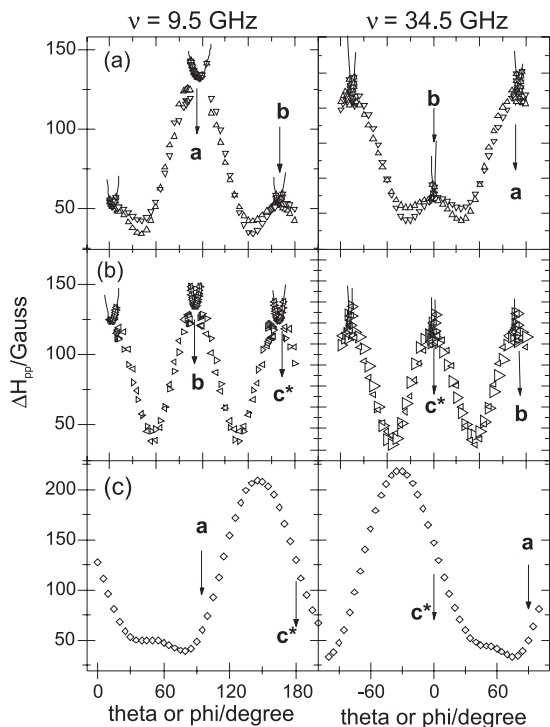 ν = 9.5 GHz
ν = 34.5 GHz
(a)
150
100
50
a
b
b
a
(b)
150
100
50
b
c*
c*
b
ΔH_pp/Gauss
(c)
200
150
100
50
a
c*
a
c*
0 60 120 180
-60 0 60
theta or phi/degree
theta or phi/degree